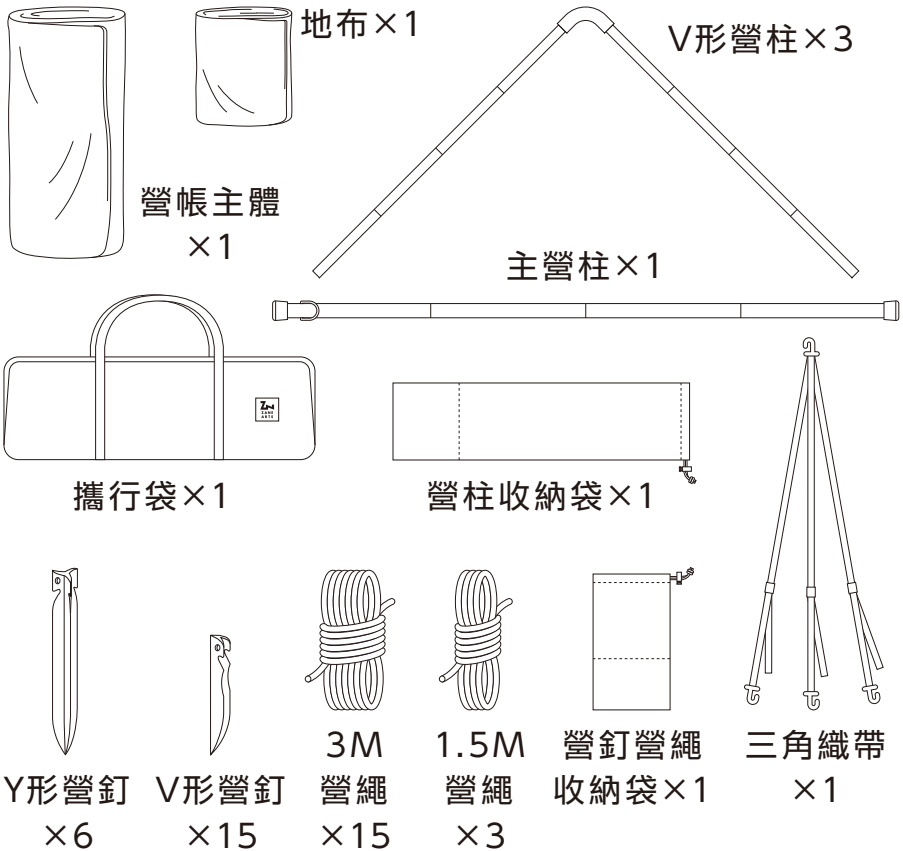 地布×1
V形營柱×3
營帳主體
×1
主營柱×1
ZN
ZANE
ARTS
攜行袋×1
營柱收納袋×1
Y形營釘
×6
V形營釘
×15
3M
營繩
×15
1.5M
營繩
×3
營釘營繩
收納袋×1
三角織帶
×1